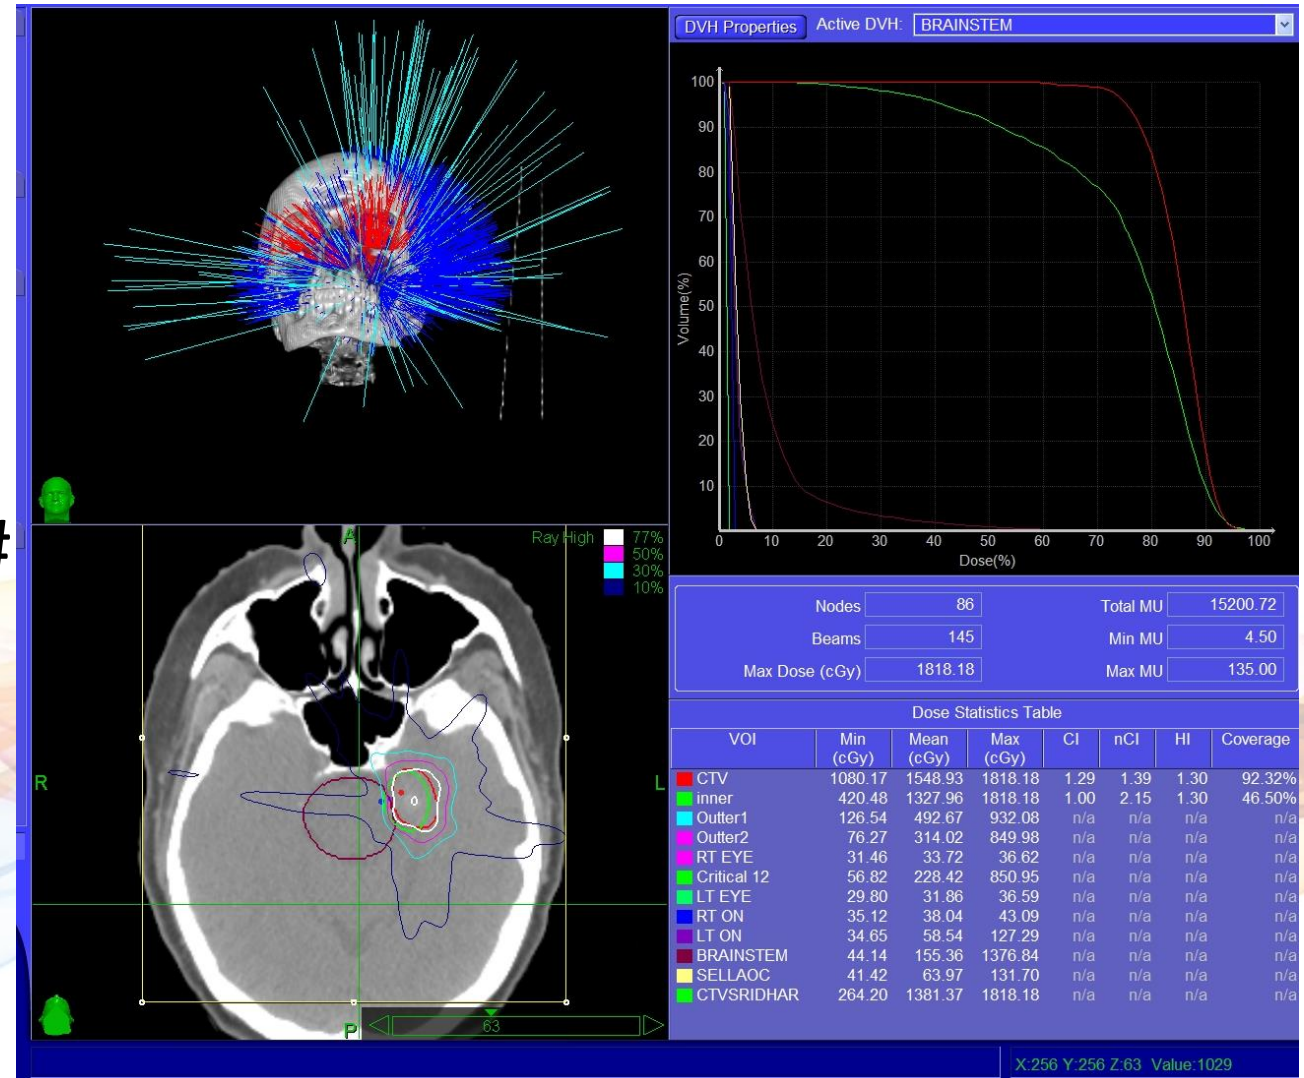 DVH Properties Active DVH: BRAINSTEM
100
90
80
70
60
50
40
30
20
10
Volume(%)
0 10 20 30 40 50 60 70 80 90 100
Dose(%)
#
A
Ray High 77%
50%
30%
10%
R
L
P
63
Nodes 86 Total MU 15200.72
Beams 145 Min MU 4.50
Max Dose (cGy) 1818.18 Max MU 135.00
Dose Statistics Table
VOI Min (cGy) Mean (cGy) Max (cGy) CI nCI HI Coverage
CTV 1080.17 1548.93 1818.18 1.29 1.39 1.30 92.32%
inner 420.48 1327.96 1818.18 1.00 2.15 1.30 46.50%
Outter1 126.54 492.67 932.08 n/a n/a n/a n/a
Outter2 76.27 314.02 849.98 n/a n/a n/a n/a
RT EYE 31.46 33.72 36.62 n/a n/a n/a n/a
Critical 12 56.82 228.42 850.95 n/a n/a n/a n/a
LT EYE 29.80 31.86 36.59 n/a n/a n/a n/a
RT ON 35.12 38.04 43.09 n/a n/a n/a n/a
LT ON 34.65 58.54 127.29 n/a n/a n/a n/a
BRAINSTEM 44.14 155.36 1376.84 n/a n/a n/a n/a
SELLAOC 41.42 63.97 131.70 n/a n/a n/a n/a
CTVSRIDHAR 264.20 1381.37 1818.18 n/a n/a n/a n/a
X:256 Y:256 Z:63 Value:1029